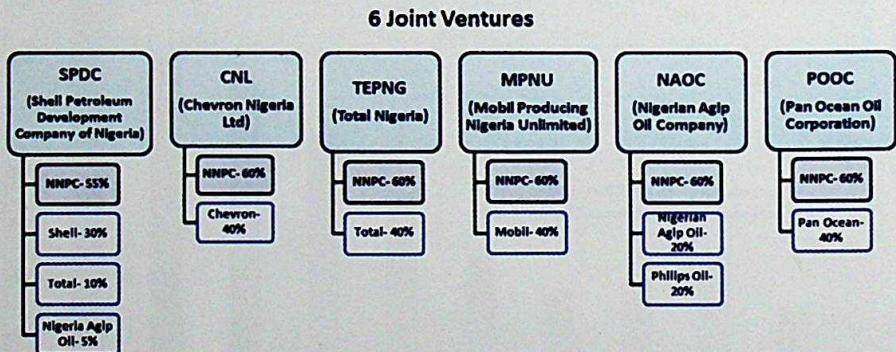 6 Joint Ventures
SPDC
(Shell Petroleum
Development
Company of Nigeria)
NNPC- 55%
Shell- 30%
Total- 10%
Nigeria Agip
Oil- 5%
CNL
(Chevron Nigeria
Ltd)
NNPC- 60%
Chevron-
40%
TEPNG
(Total Nigeria)
NNPC- 60%
Total- 40%
MPNU
(Mobil Producing
Nigeria Unlimited)
NNPC- 60%
Mobil- 40%
NAOC
(Nigerian Agip
Oil Company)
NNPC- 60%
Nigerian
Agip Oil-
20%
Philips Oil-
20%
POOC
(Pan Ocean Oil
Corporation)
NNPC- 60%
Pan Ocean-
40%